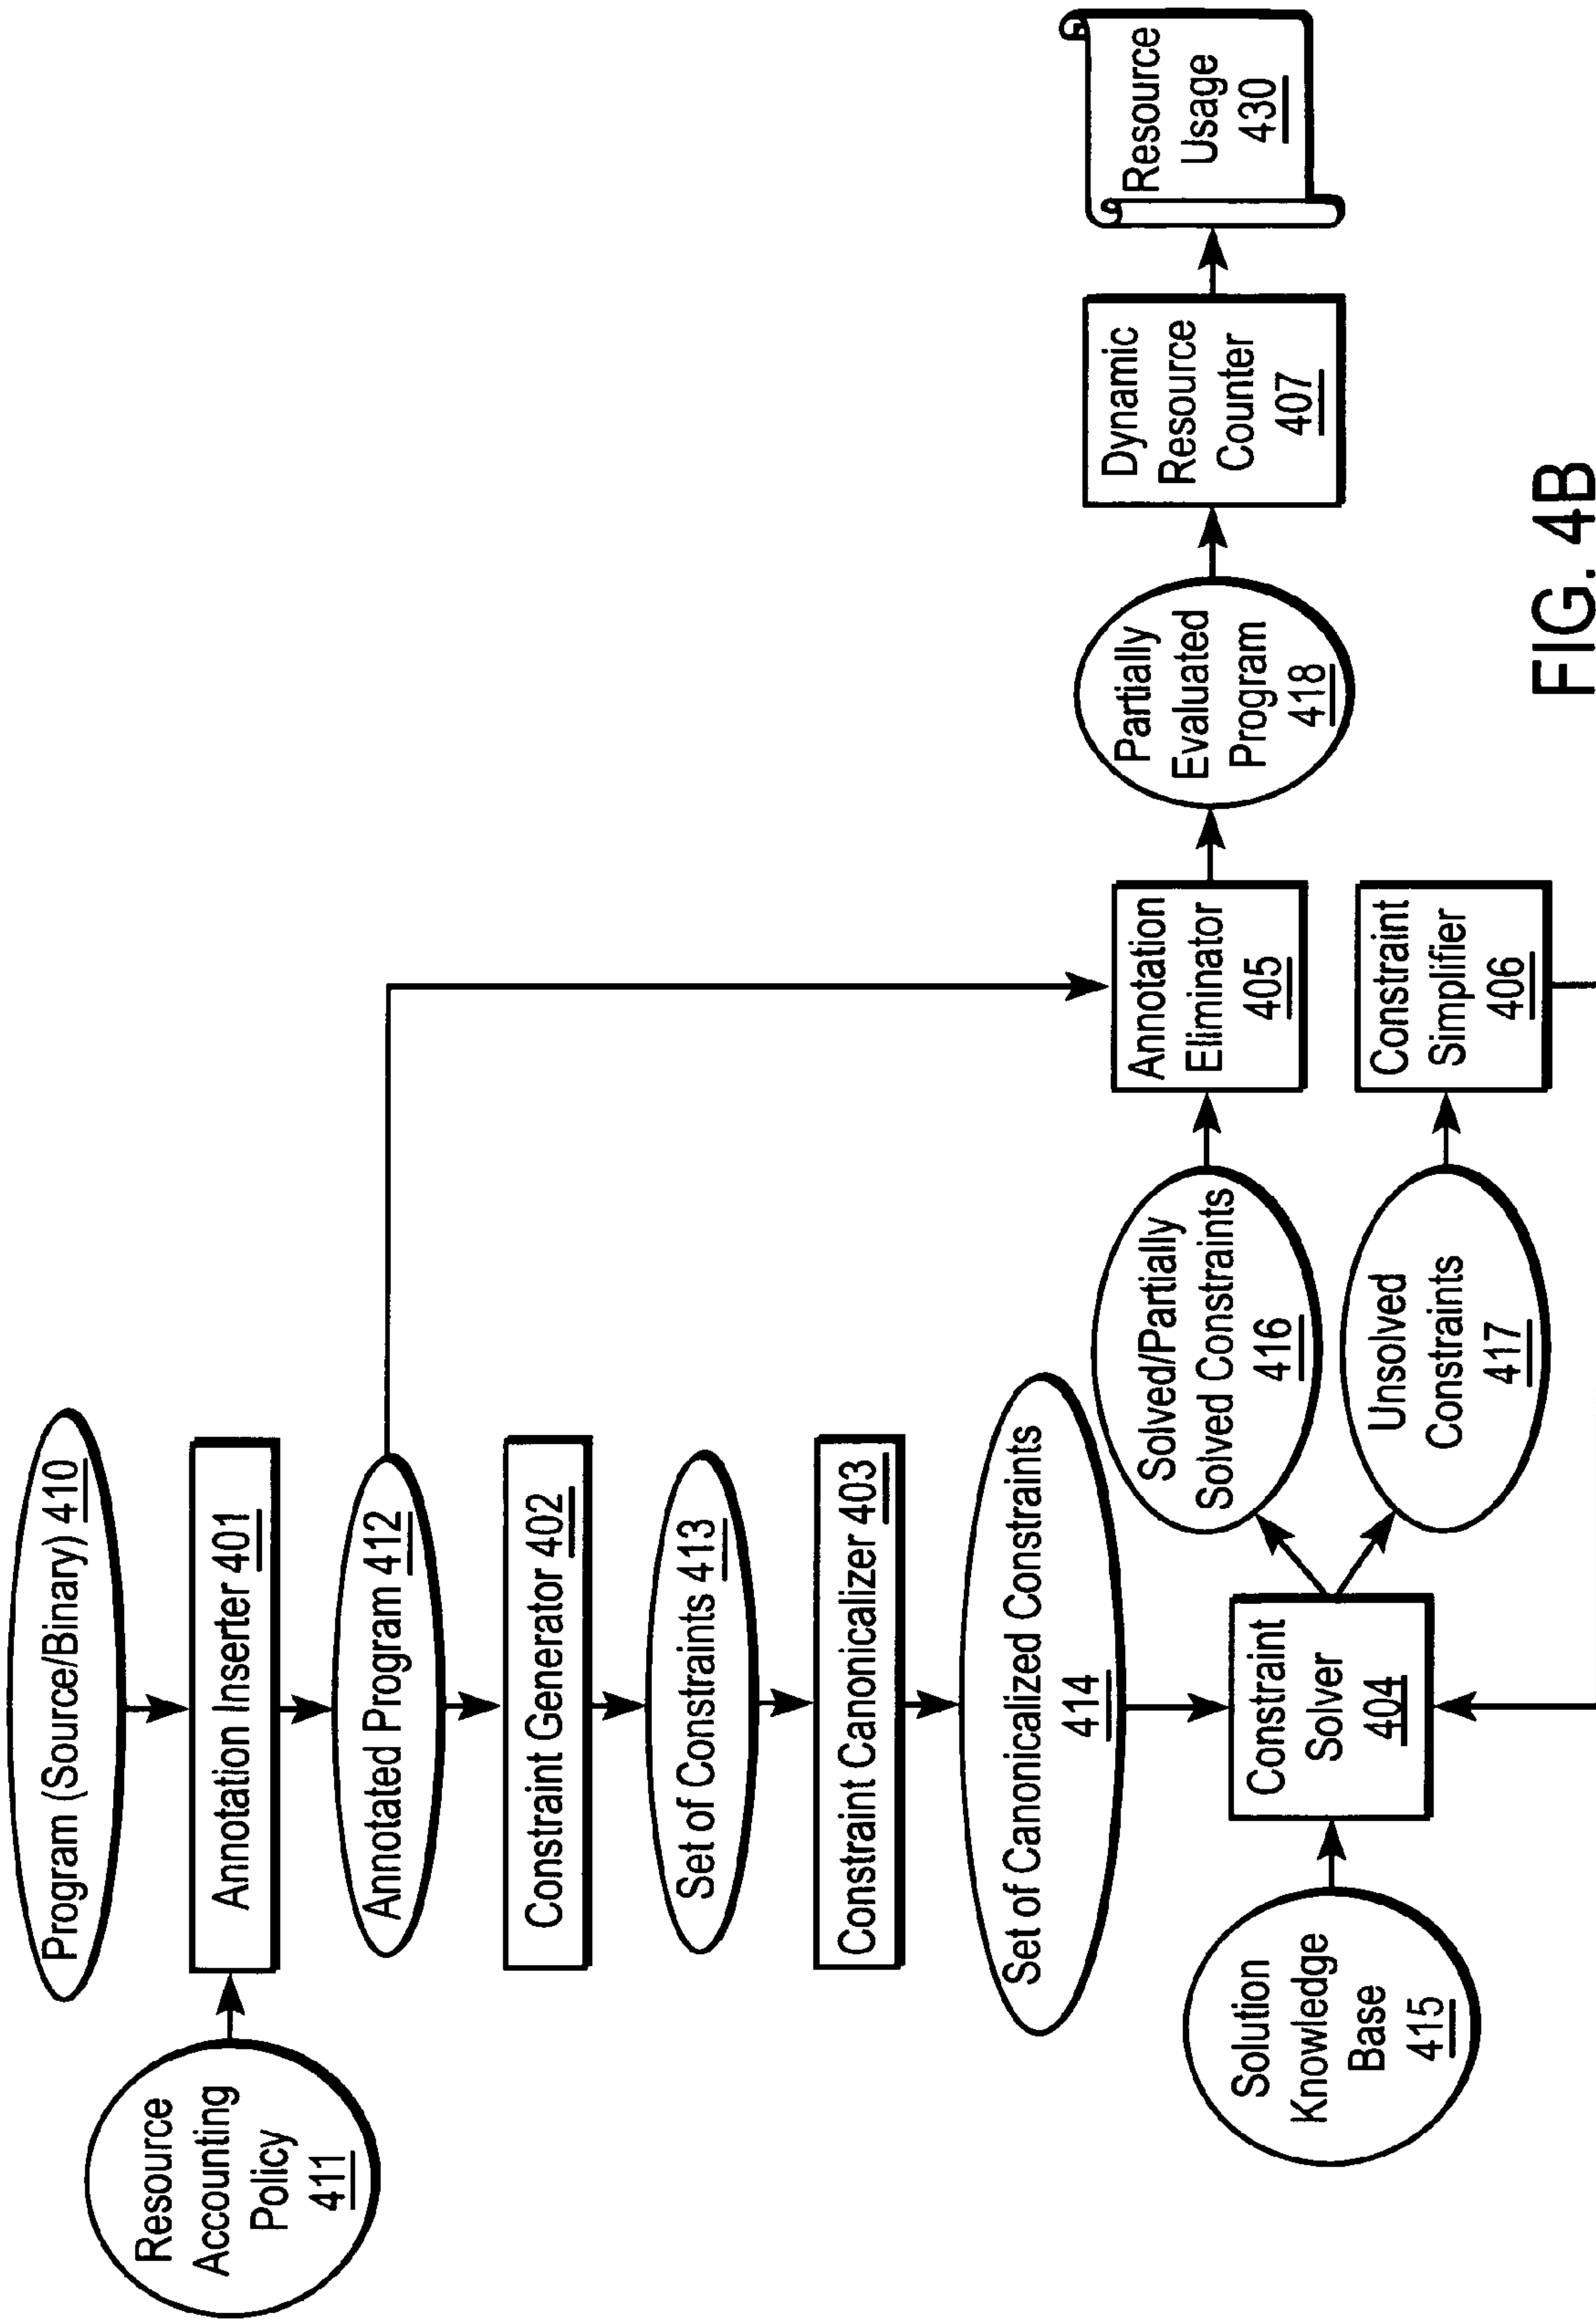 Program (Source/Binary) 410
Resource
Accounting
Policy
411
Annotation Inserter 401
Annotated Program 412
Constraint Generator 402
Set of Constraints 413
Constraint Canonicalizer 403
Set of Canonicalized Constraints
414
Solution
Knowledge
Base
415
Constraint
Solver
404
Solved/Partially
Solved Constraints
416
Unsolved
Constraints
417
Annotation
Eliminator
405
Constraint
Simplifier
406
Partially
Evaluated
Program
418
Dynamic
Resource
Counter
407
Resource
Usage
430
FIG. 4B